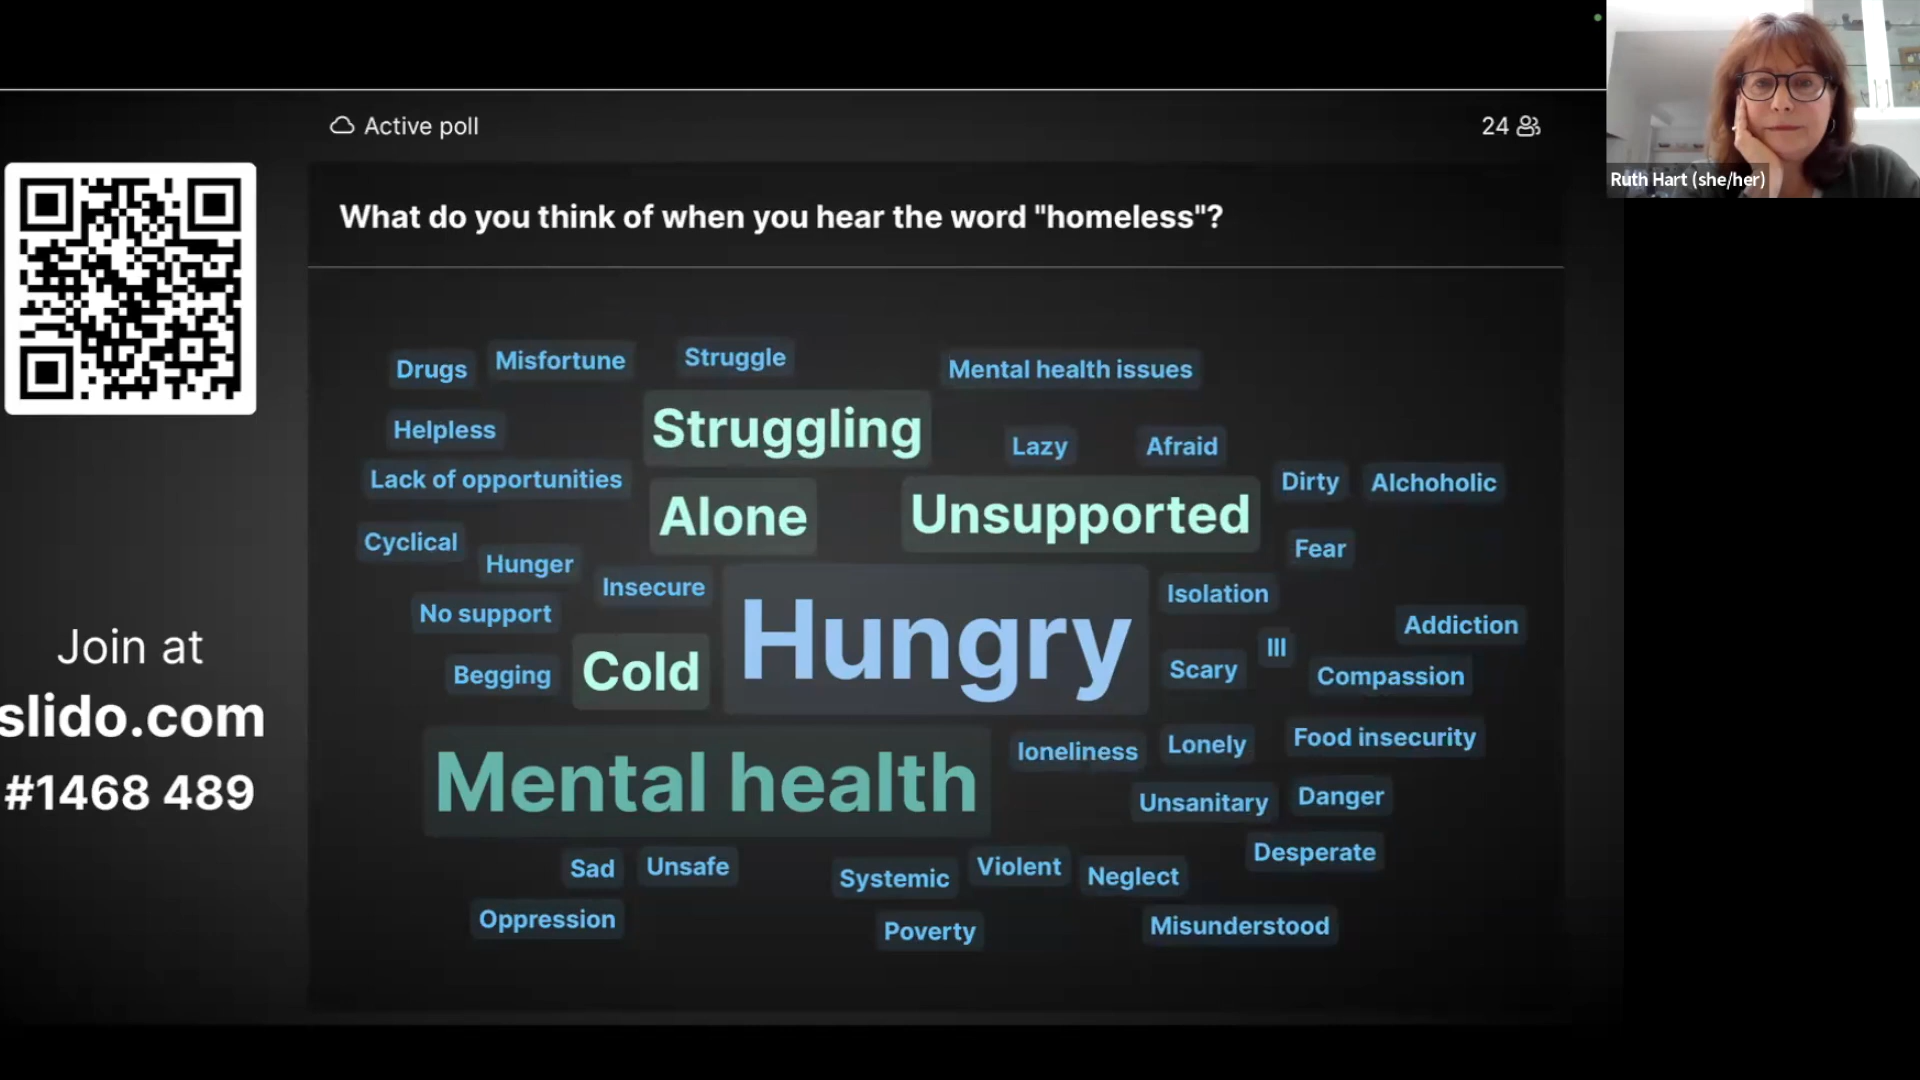 Active poll
24
Ruth Hart (she/her)
What do you think of when you hear the word "homeless"?
Join at
slido.com
#1468 489
Drugs
Misfortune
Struggle
Mental health issues
Helpless
Struggling
Lazy
Afraid
Lack of opportunities
Alone
Unsupported
Dirty
Alchoholic
Cyclical
Hunger
Insecure
Fear
No support
Hungry
Isolation
Addiction
Begging
Cold
Scary
Ill
Compassion
Mental health
loneliness
Lonely
Food insecurity
Unsanitary
Danger
Sad
Unsafe
Systemic
Violent
Neglect
Desperate
Oppression
Poverty
Misunderstood